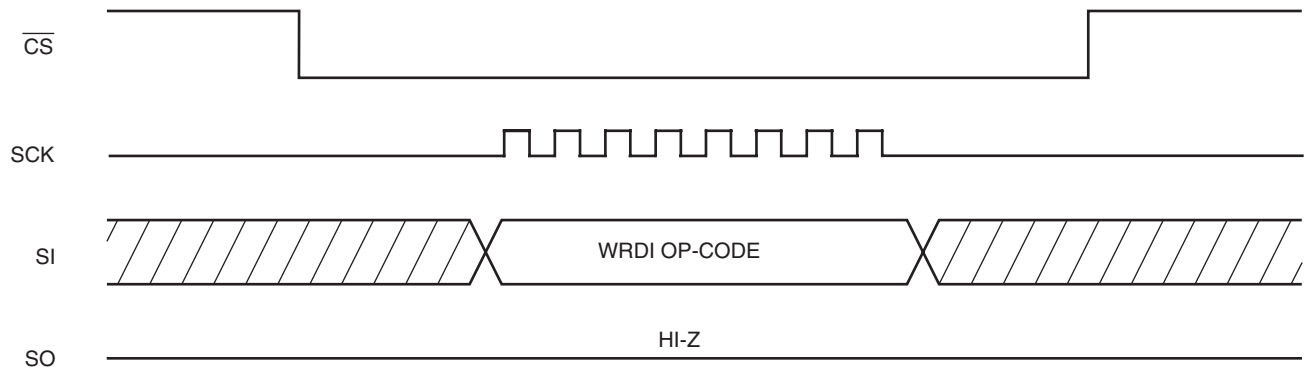 CS
SCK
SI
WRDI OP-CODE
HI-Z
SO